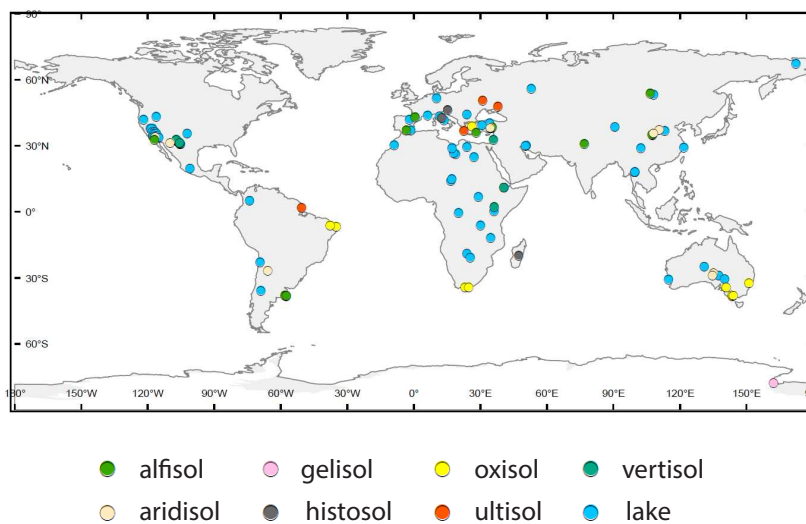 90°
60°N
30°N
0°
30°S
60°S
180° 150°W 120°W 90°W 60°W 30°W 0° 30°E 60°E 90°E 120°E 150°E
alfisol gelisol oxisol vertisol
aridisol histosol ultisol lake